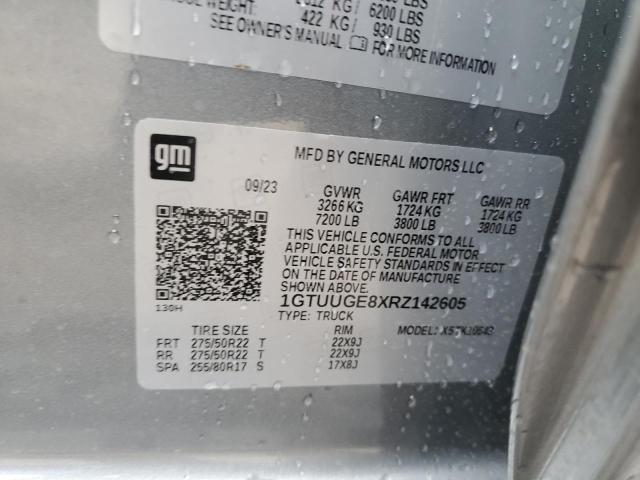 KG/ 6200 LBS
422 KG/ 930 LBS
SEE OWNER'S MANUAL FOR MORE INFORMATION
gm
MFD BY GENERAL MOTORS LLC
09/23 GVWR GAWR FRT GAWR RR
3266 KG 1724 KG 1724 KG
7200 LB 3800 LB 3800 LB
THIS VEHICLE CONFORMS TO ALL
APPLICABLE U.S. FEDERAL MOTOR
VEHICLE SAFETY STANDARDS IN EFFECT
ON THE DATE OF MANUFACTURE
SHOWN ABOVE.
1GTUUGE8XRZ142605
130H
TYPE: TRUCK MODEL:
TIRE SIZE RIM
FRT 275/50R22 T 22X9J
RR 275/50R22 T 22X9J
SPA 255/80R17 S 17X8J